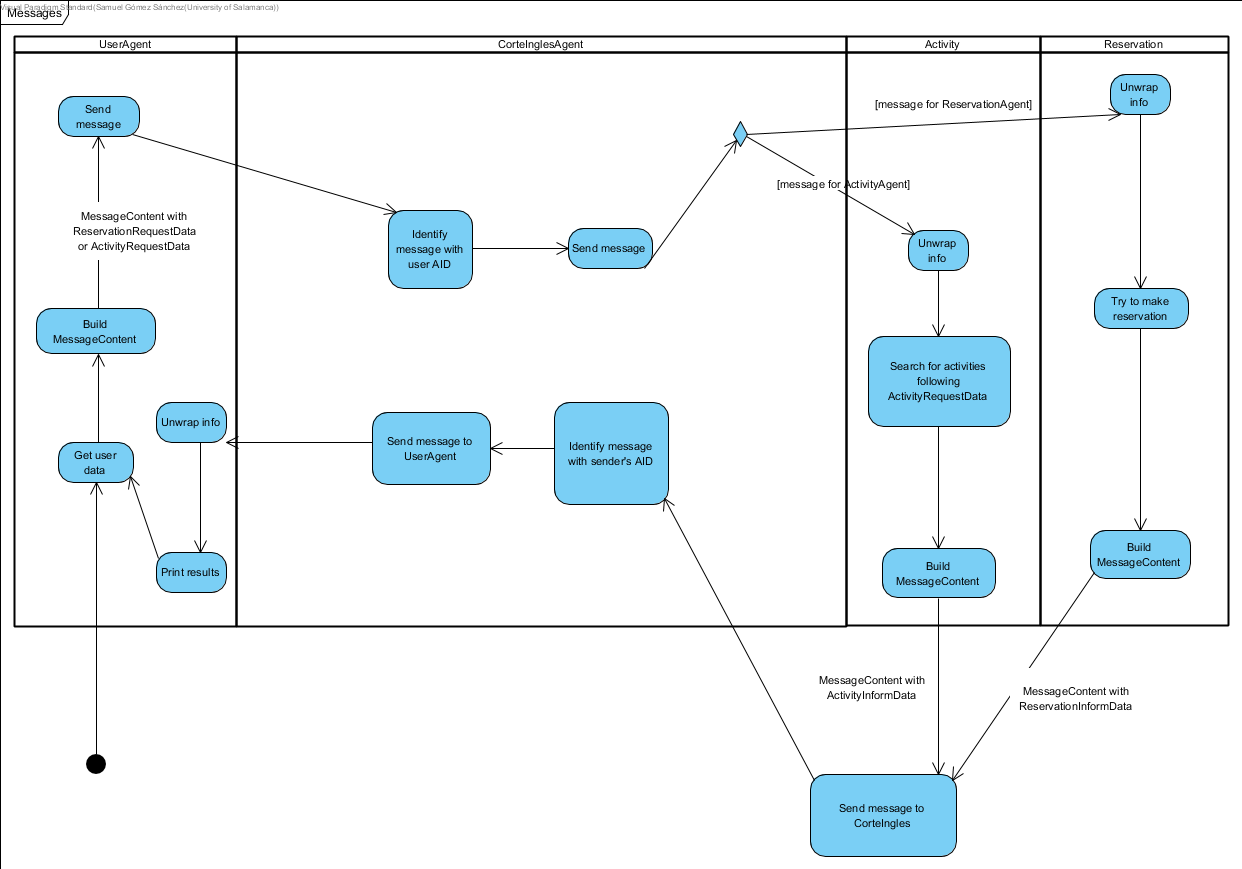 Visual Paradigm Standard(Samuel Gómez Sánchez(University of Salamanca))
Messages
UserAgent
CorteInglesAgent
Activity
Reservation
Send
message
MessageContent with
ReservationRequestData
or ActivityRequestData
Build
MessageContent
Get user
data
Unwrap info
Print results
Identify
message with
user AID
Send message
[message for ReservationAgent]
[message for ActivityAgent]
Send message to
UserAgent
Identify message
with sender's AID
Unwrap
info
Search for activities
following
ActivityRequestData
Build
MessageContent
Unwrap
info
Try to make
reservation
Build
MessageContent
MessageContent with
ActivityInformData
MessageContent with
ReservationInformData
Send message to
CorteIngles